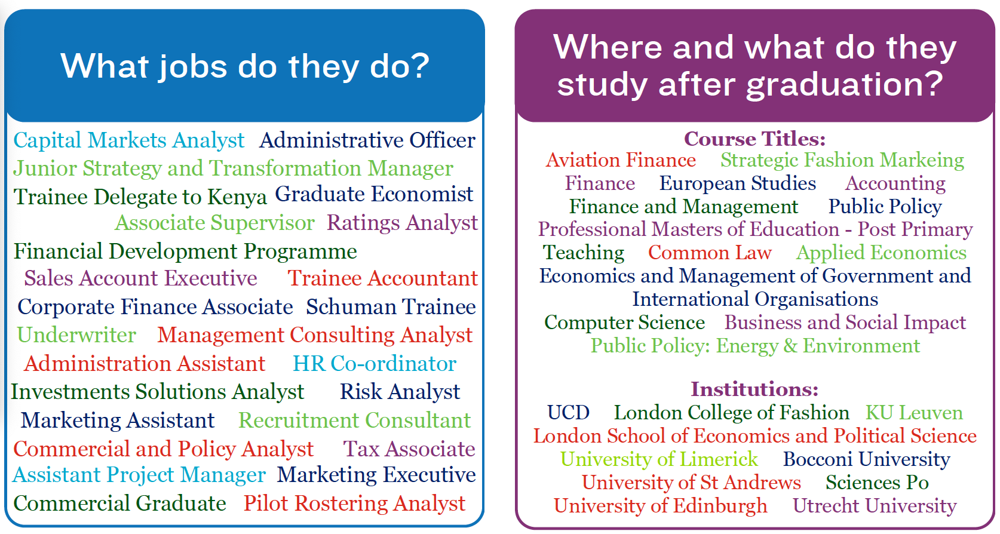 What jobs do they do?
Capital Markets Analyst Administrative Officer
Junior Strategy and Transformation Manager
Trainee Delegate to Kenya Graduate Economist
Associate Supervisor Ratings Analyst
Financial Development Programme
Sales Account Executive Trainee Accountant
Corporate Finance Associate Schuman Trainee
Underwriter Management Consulting Analyst
Administration Assistant HR Co-ordinator
Investments Solutions Analyst Risk Analyst
Marketing Assistant Recruitment Consultant
Commercial and Policy Analyst Tax Associate
Assistant Project Manager Marketing Executive
Commercial Graduate Pilot Rostering Analyst
Where and what do they
study after graduation?
Course Titles:
Aviation Finance Strategic Fashion Markeing
Finance European Studies Accounting
Finance and Management Public Policy
Professional Masters of Education - Post Primary
Teaching Common Law Applied Economics
Economics and Management of Government and
International Organisations
Computer Science Business and Social Impact
Public Policy: Energy & Environment
Institutions:
UCD London College of Fashion KU Leuven
London School of Economics and Political Science
University of Limerick Bocconi University
University of St Andrews Sciences Po
University of Edinburgh Utrecht University